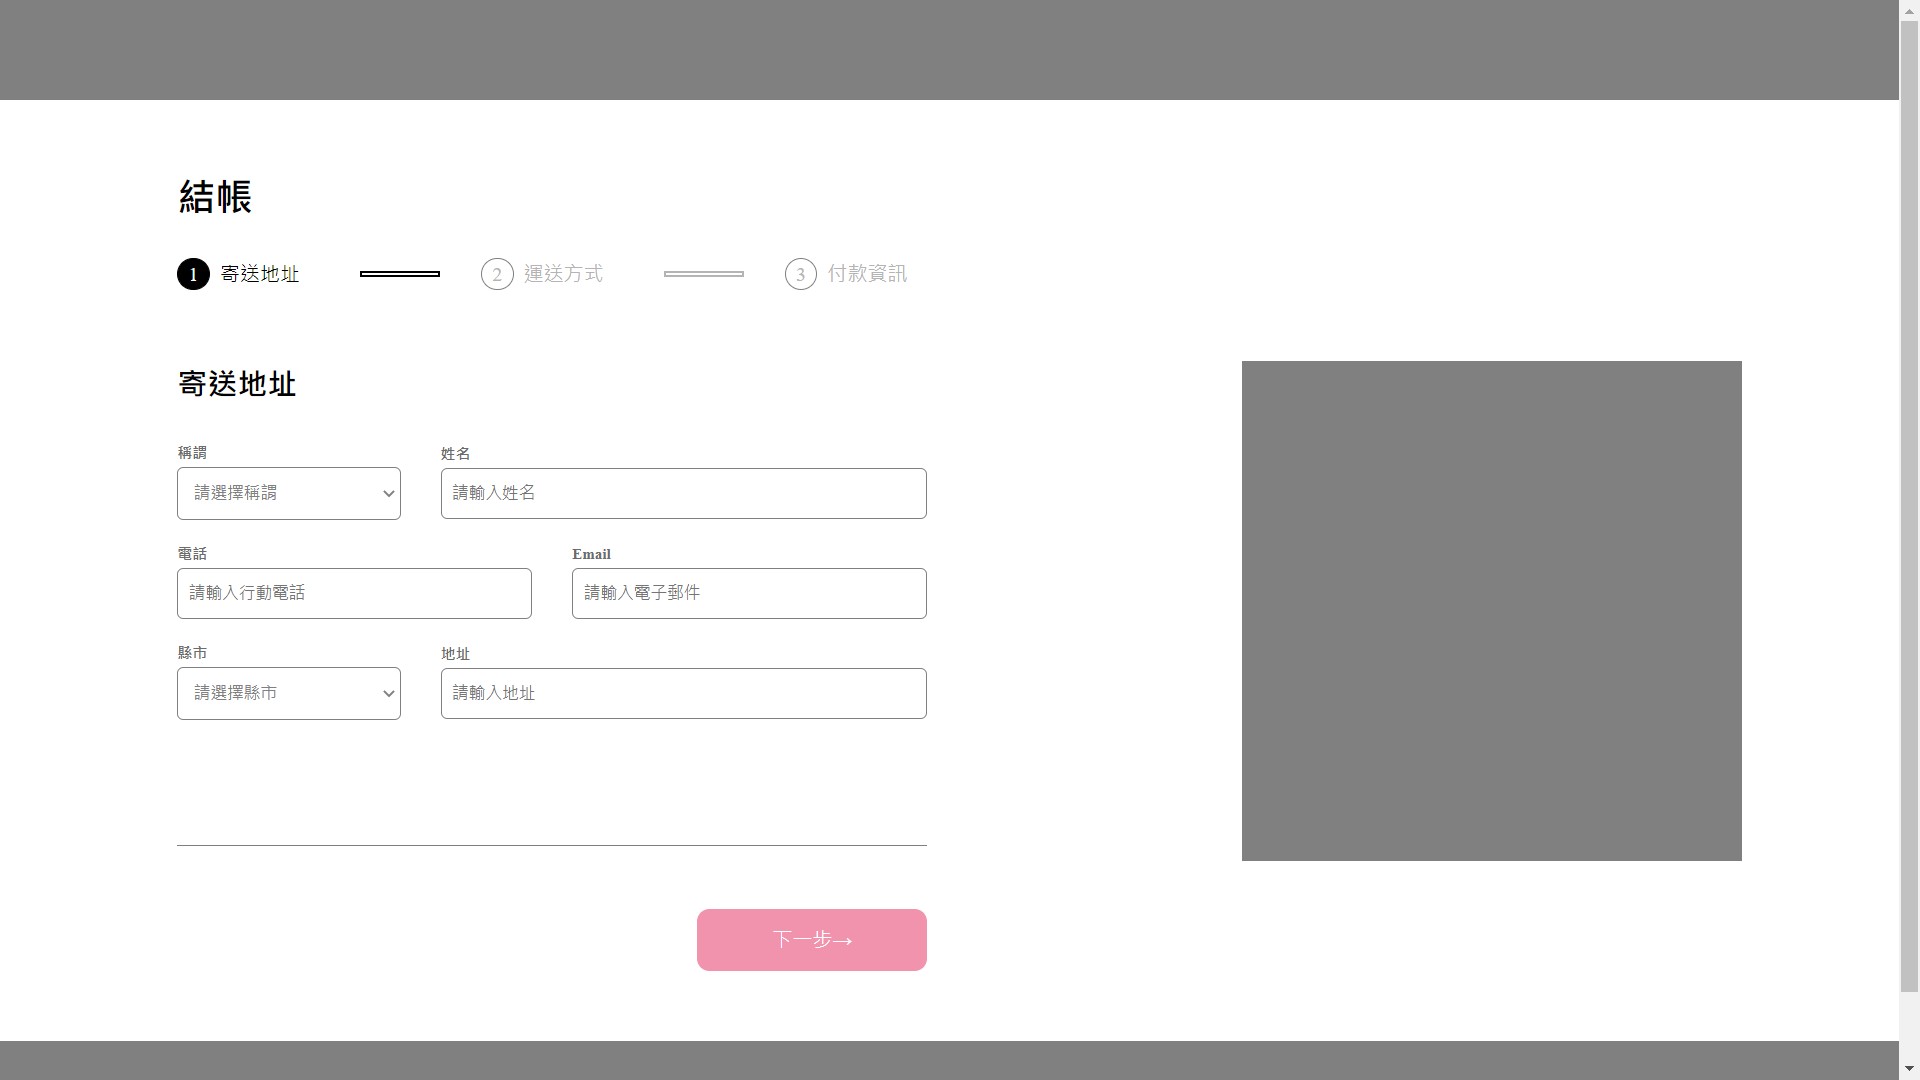 結帳
1 寄送地址 2 運送方式 3 付款資訊
寄送地址
稱謂 姓名
請選擇稱謂 請輸入姓名
電話 Email
請輸入行動電話 請輸入電子郵件
縣市 地址
請選擇縣市 請輸入地址
下一步→